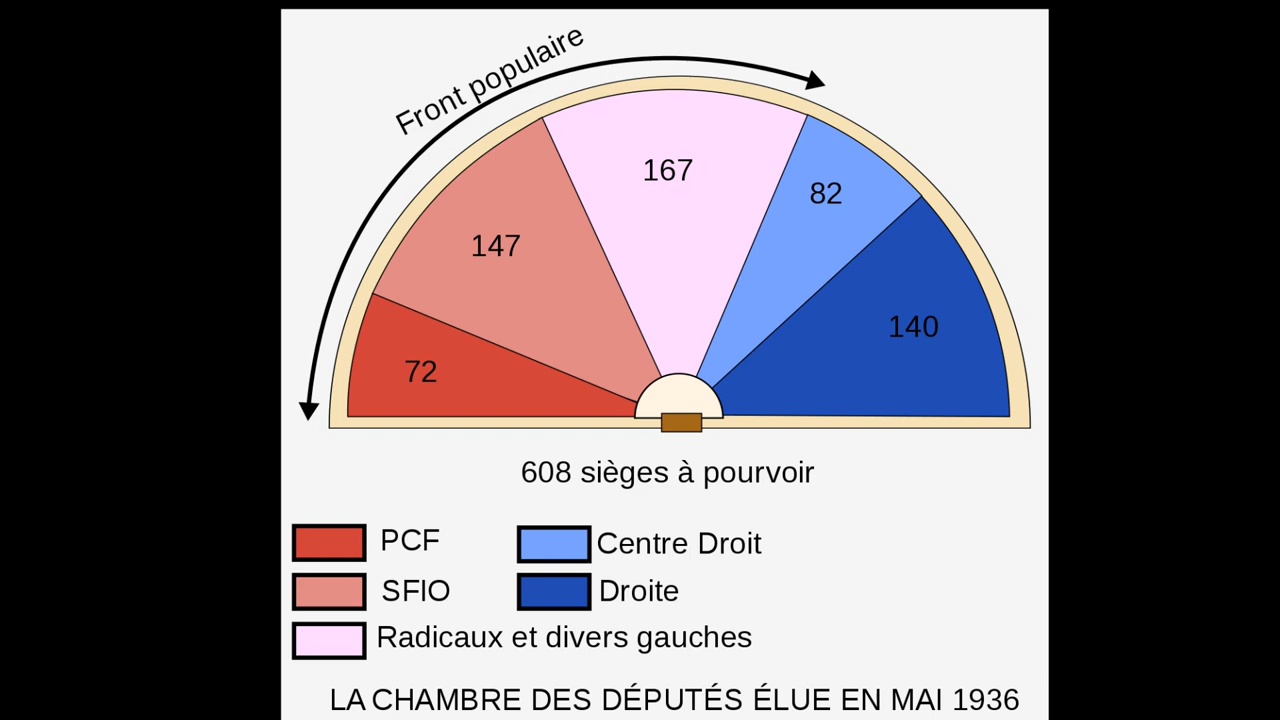 Front populaire
167
82
147
140
72
608 sièges à pourvoir
PCF
Centre Droit
SFIO
Droite
Radicaux et divers gauches
LA CHAMBRE DES DÉPUTÉS ÉLUE EN MAI 1936